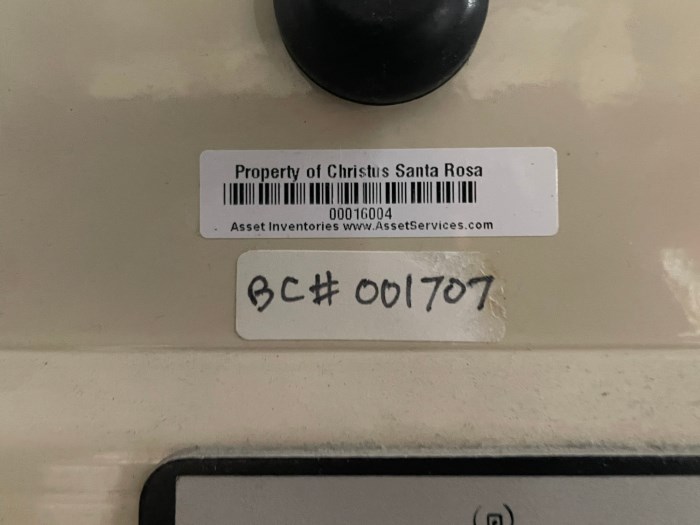 Property of Christus Santa Rosa
00016004
Asset Inventories www.AssetServices.com
BC# 001707